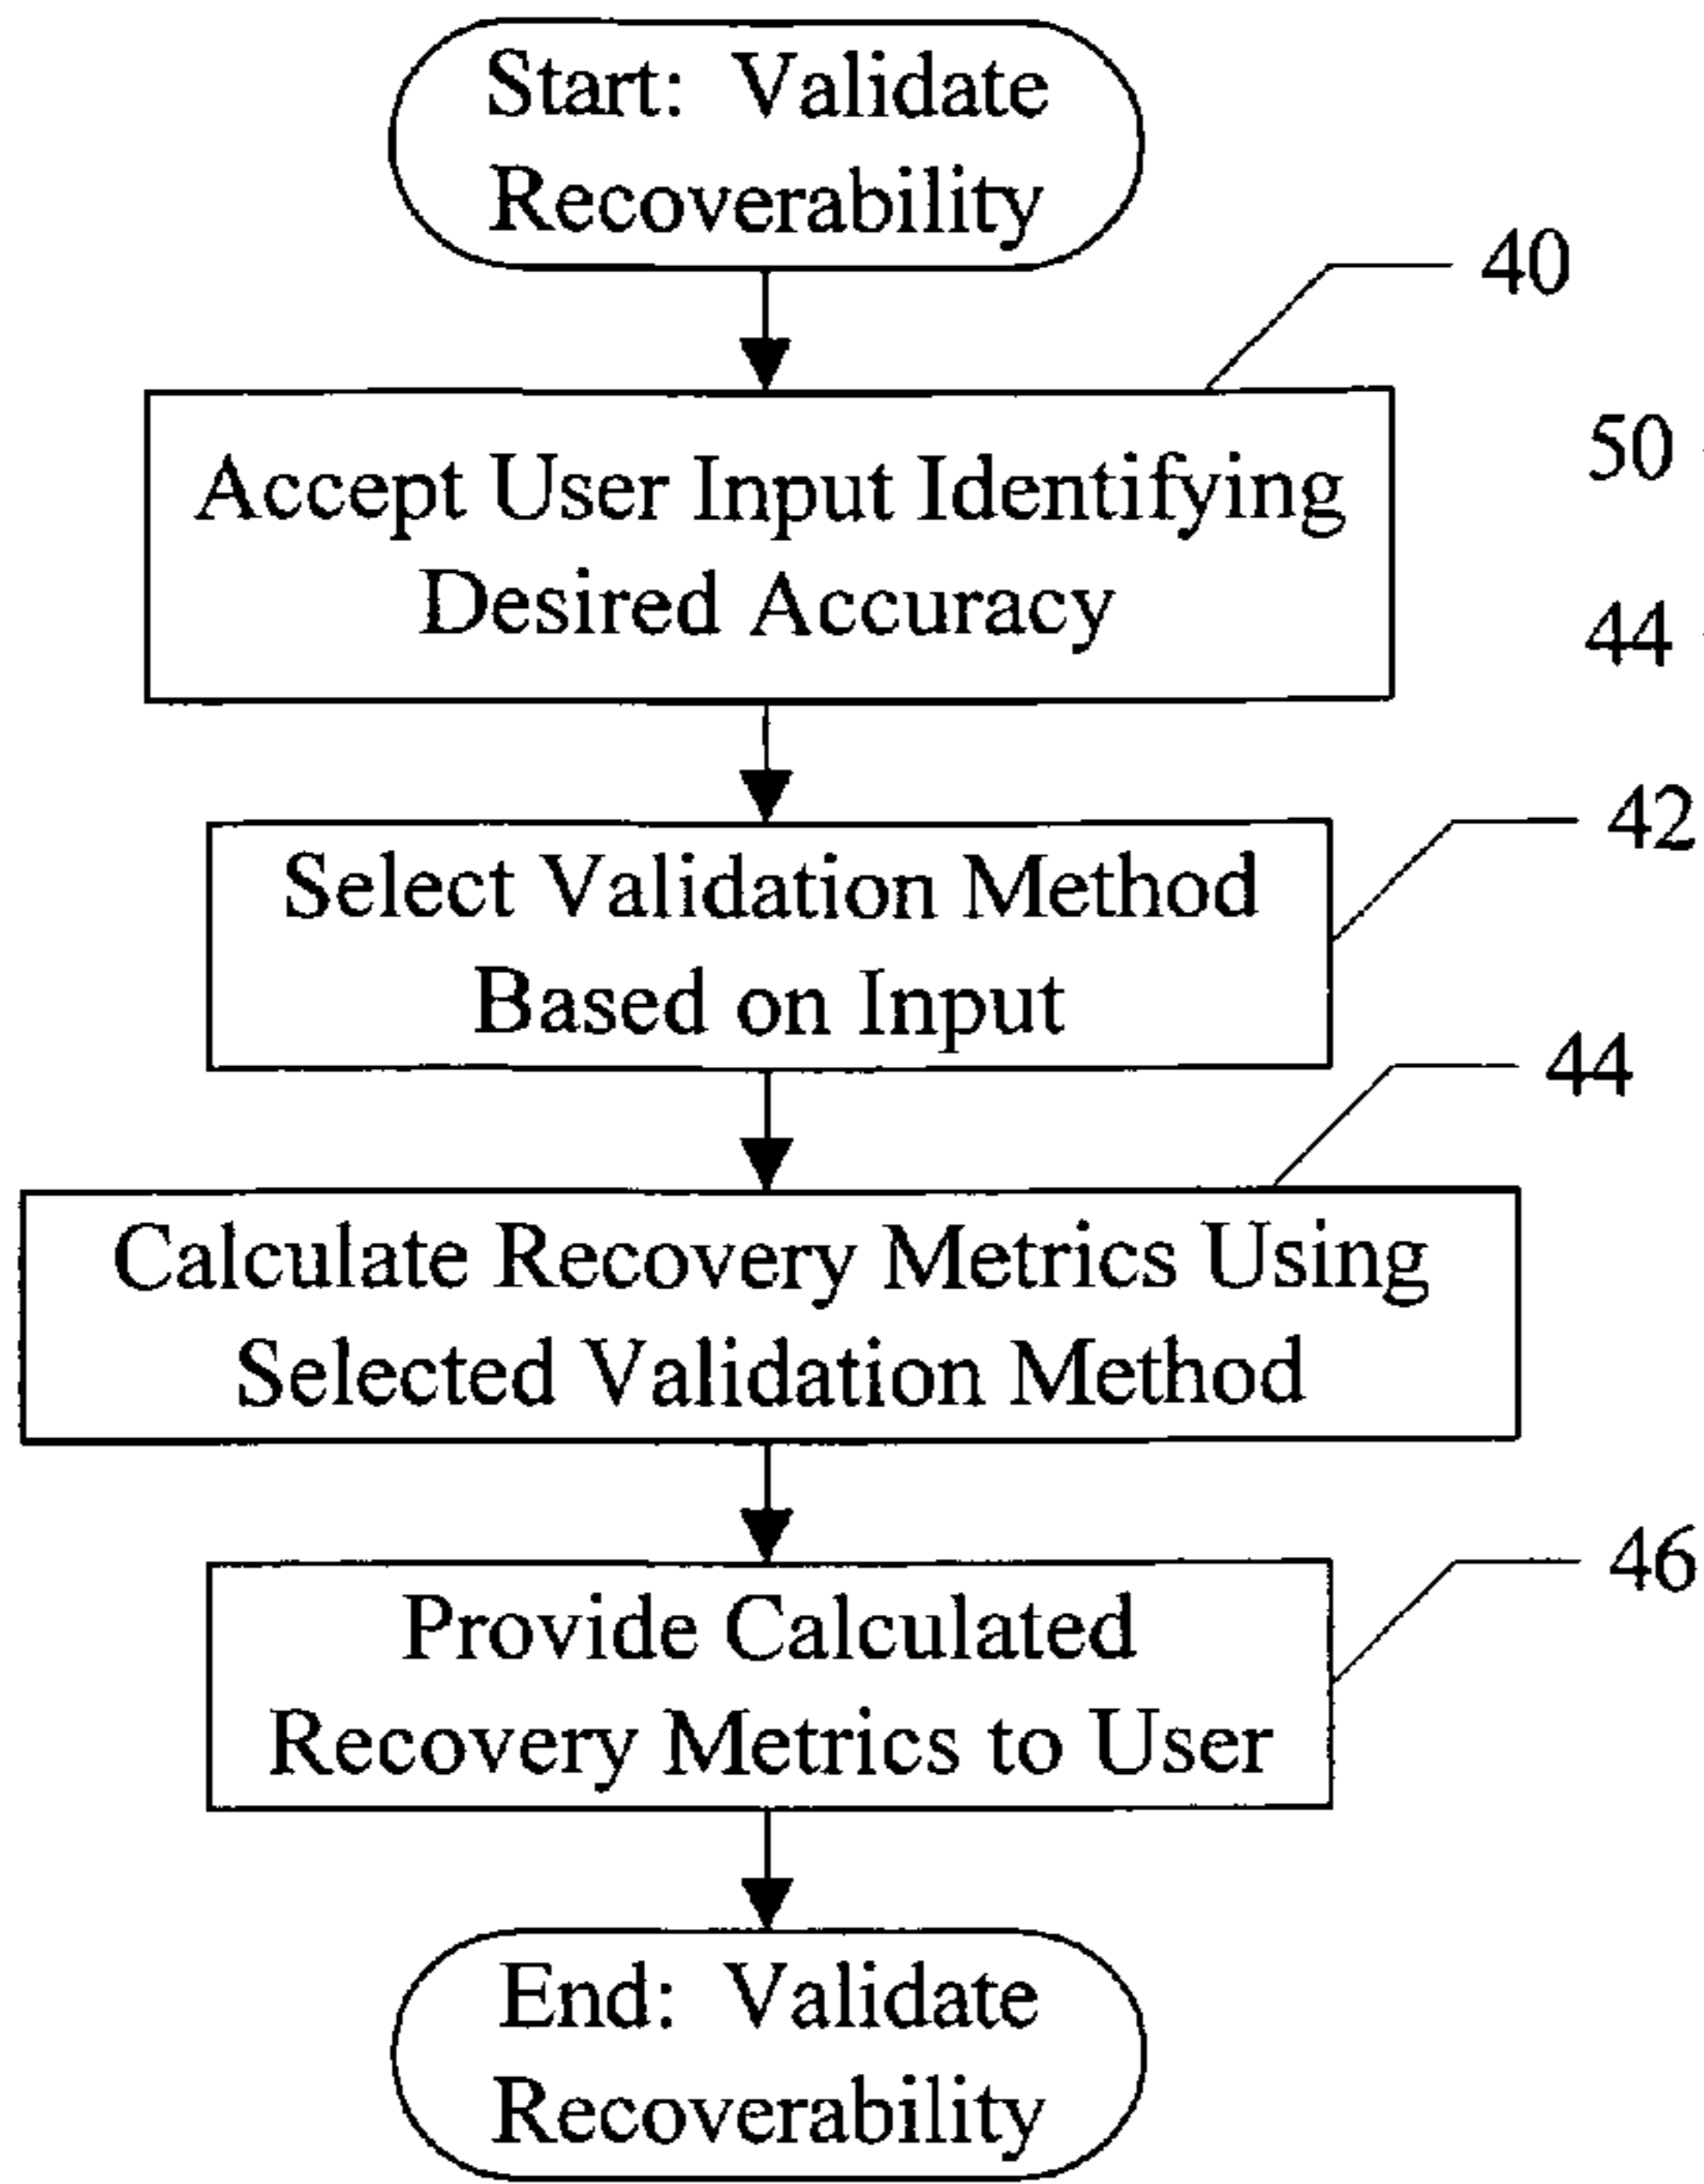 Start: Validate
Recoverability
40
Accept User Input Identifying
Desired Accuracy
50
44
42
Select Validation Method
Based on Input
44
Calculate Recovery Metrics Using
Selected Validation Method
46
Provide Calculated
Recovery Metrics to User
End: Validate
Recoverability